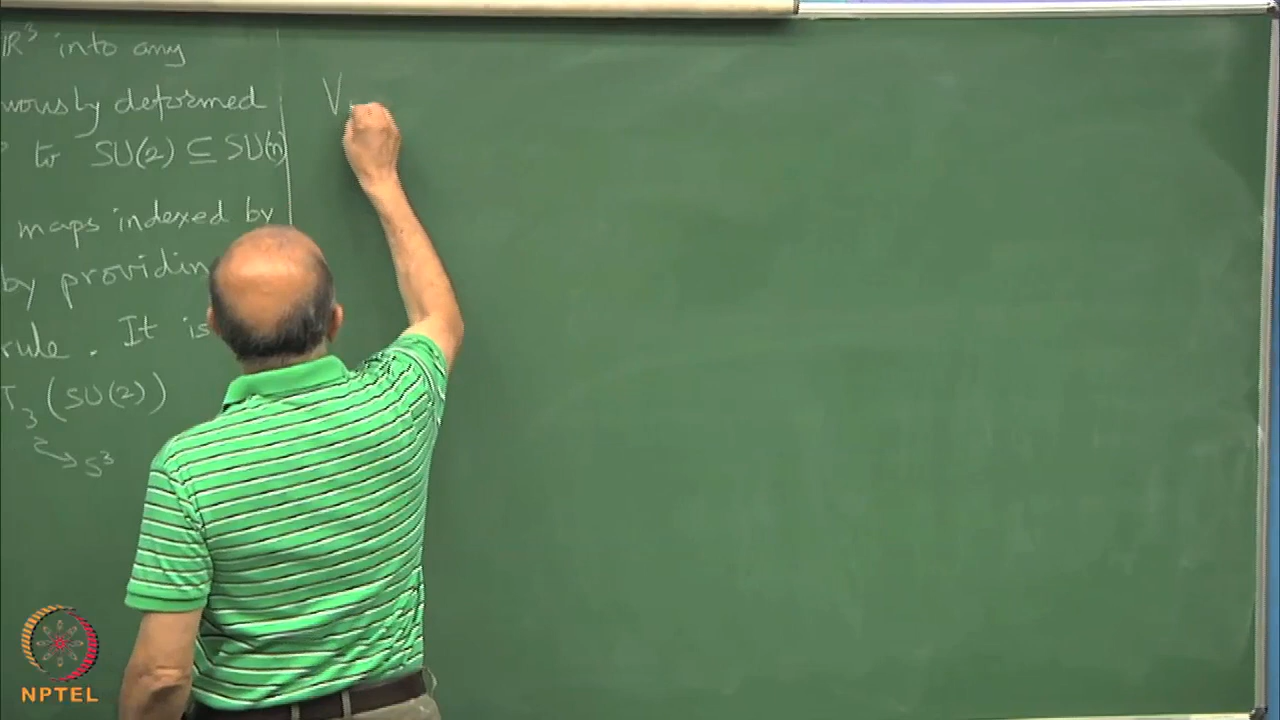 ℝ³ into any
uously deformed
to SU(2) ⊆ SU(n)
maps indexed by
by providin
rule. It is
π₃(SU(2))
S³
V
NPTEL